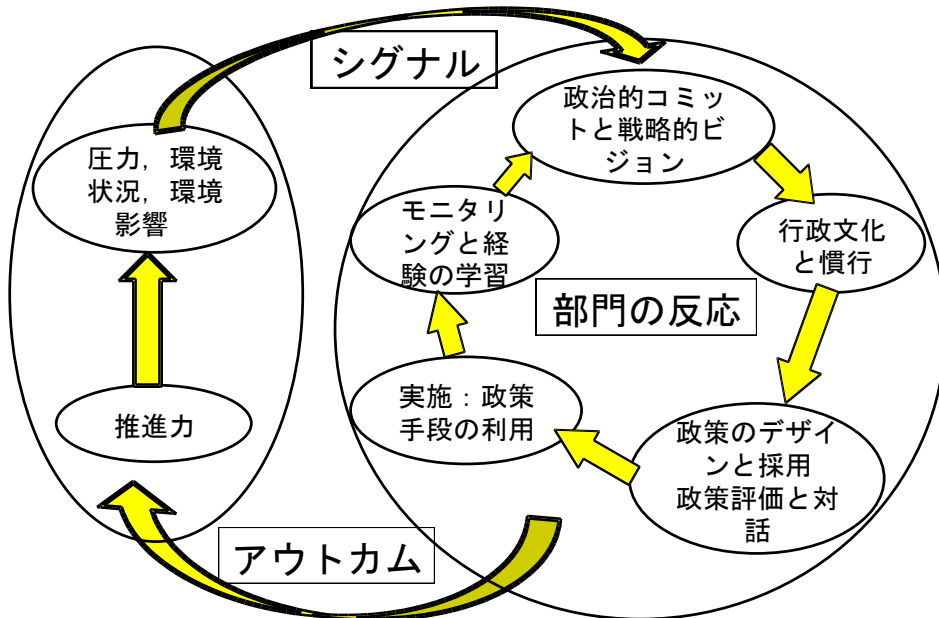 シグナル
圧力，環境
状況，環境
影響
推進力
アウトカム
政治的コミッ
トと戦略的ビ
ジョン
行政文化
と慣行
部門の反応
政策のデザイ
ンと採用
政策評価と対
話
実施：政策
手段の利用
モニタリ
ングと経
験の学習